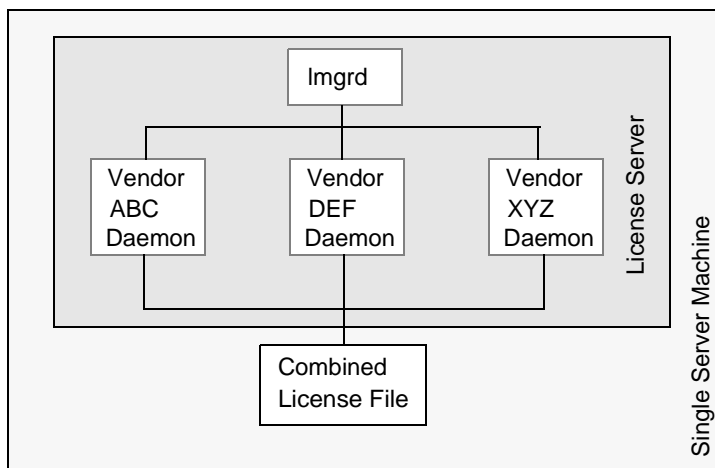 lmgrd
Vendor
ABC
Daemon
Vendor
DEF
Daemon
Vendor
XYZ
Daemon
License Server
Single Server Machine
Combined
License File